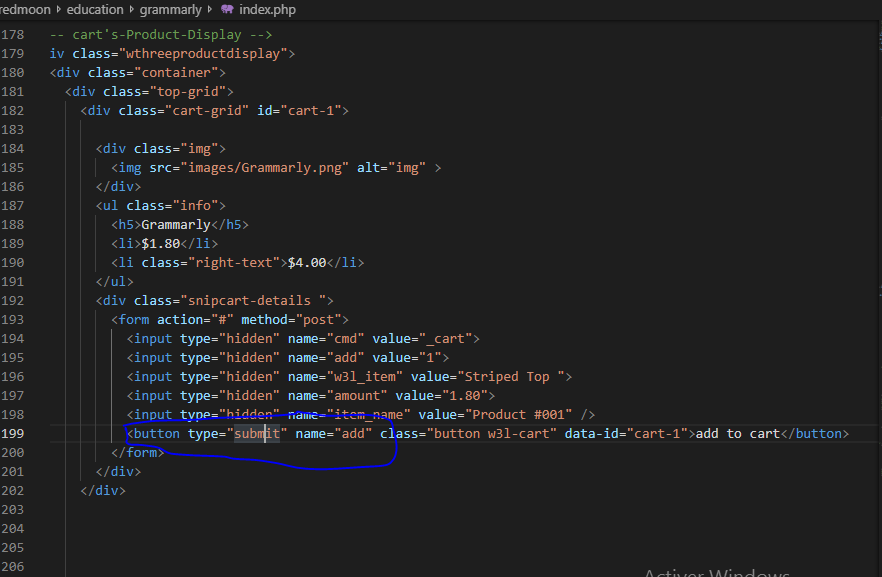 redmoon > education > grammarly > index.php
178 -- cart's-Product-Display -->
179 iv class="wthreeproductdisplay">
180 <div class="container">
181 <div class="top-grid">
182 <div class="cart-grid" id="cart-1">
183
184 <div class="img">
185 <img src="images/Grammarly.png" alt="img" >
186 </div>
187 <ul class="info">
188 <h5>Grammarly</h5>
189 <li>$1.80</li>
190 <li class="right-text">$4.00</li>
191 </ul>
192 <div class="snipcart-details ">
193 <form action="#" method="post">
194 <input type="hidden" name="cmd" value="_cart">
195 <input type="hidden" name="add" value="1">
196 <input type="hidden" name="w3l_item" value="Striped Top ">
197 <input type="hidden" name="amount" value="1.80">
198 <input type="hidden" name="item_name" value="Product #001" />
199 <button type="submit" name="add" class="button w3l-cart" data-id="cart-1">add to cart</button>
200 </form>
201 </div>
202 </div>
203
204
205
206
Activer Windows